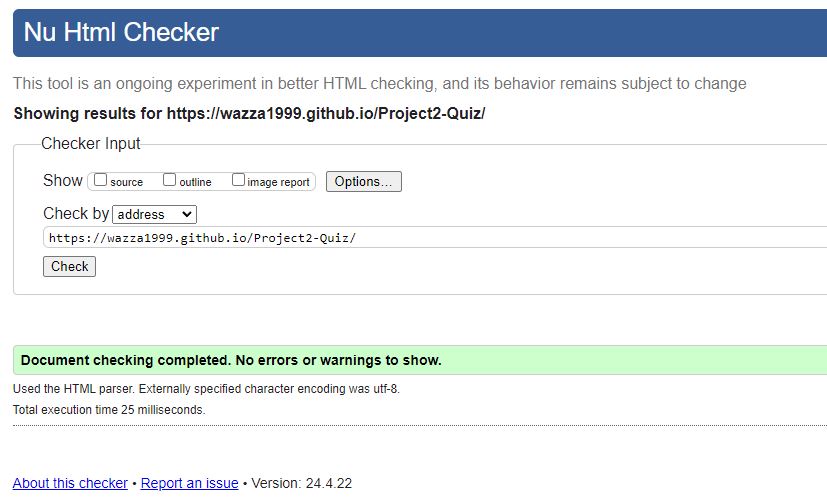 Nu Html Checker
This tool is an ongoing experiment in better HTML checking, and its behavior remains subject to change
Showing results for https://wazza1999.github.io/Project2-Quiz/
Checker Input
Show source outline image report Options...
Check by address
https://wazza1999.github.io/Project2-Quiz/
Check
Document checking completed. No errors or warnings to show.
Used the HTML parser. Externally specified character encoding was utf-8.
Total execution time 25 milliseconds.
About this checker • Report an issue • Version: 24.4.22